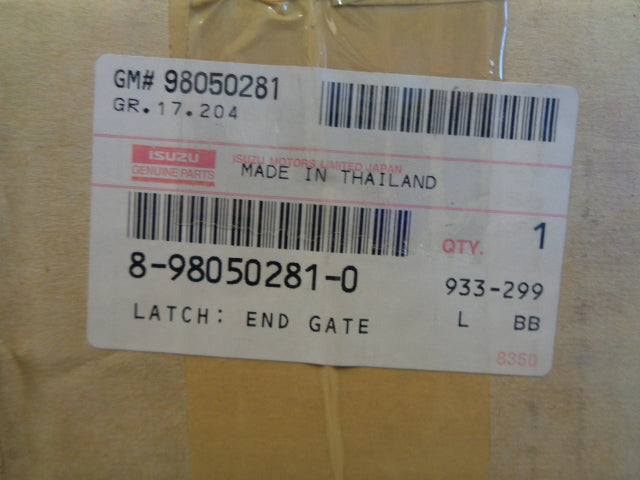 GM# 98050281
GR.17.204
ISUZU
GENUINE PARTS
ISUZU MOTORS LIMITED JAPAN
MADE IN THAILAND
QTY. 1
8-98050281-0
933-299
LATCH: END GATE
L BB
8350